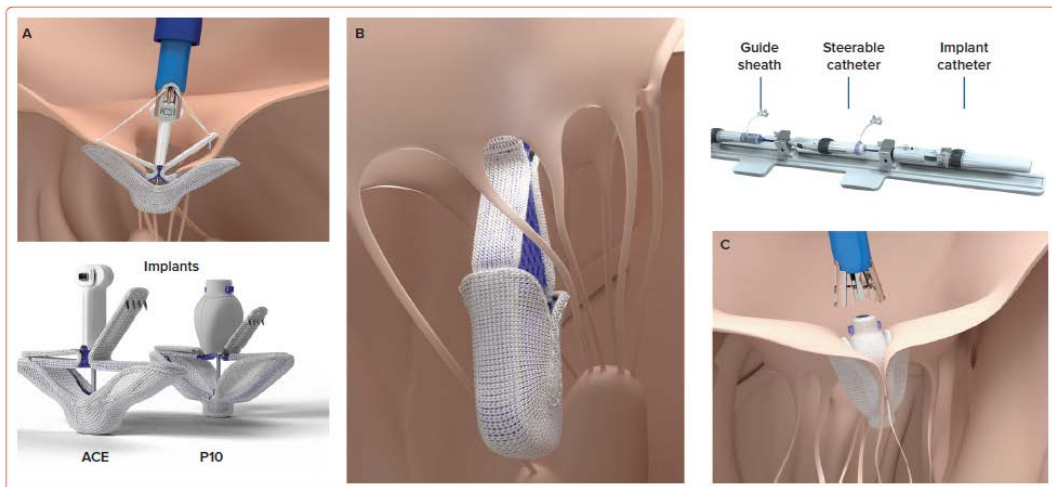 A
Implants
ACE
P10
B
Guide
sheath
Steerable
catheter
Implant
catheter
C